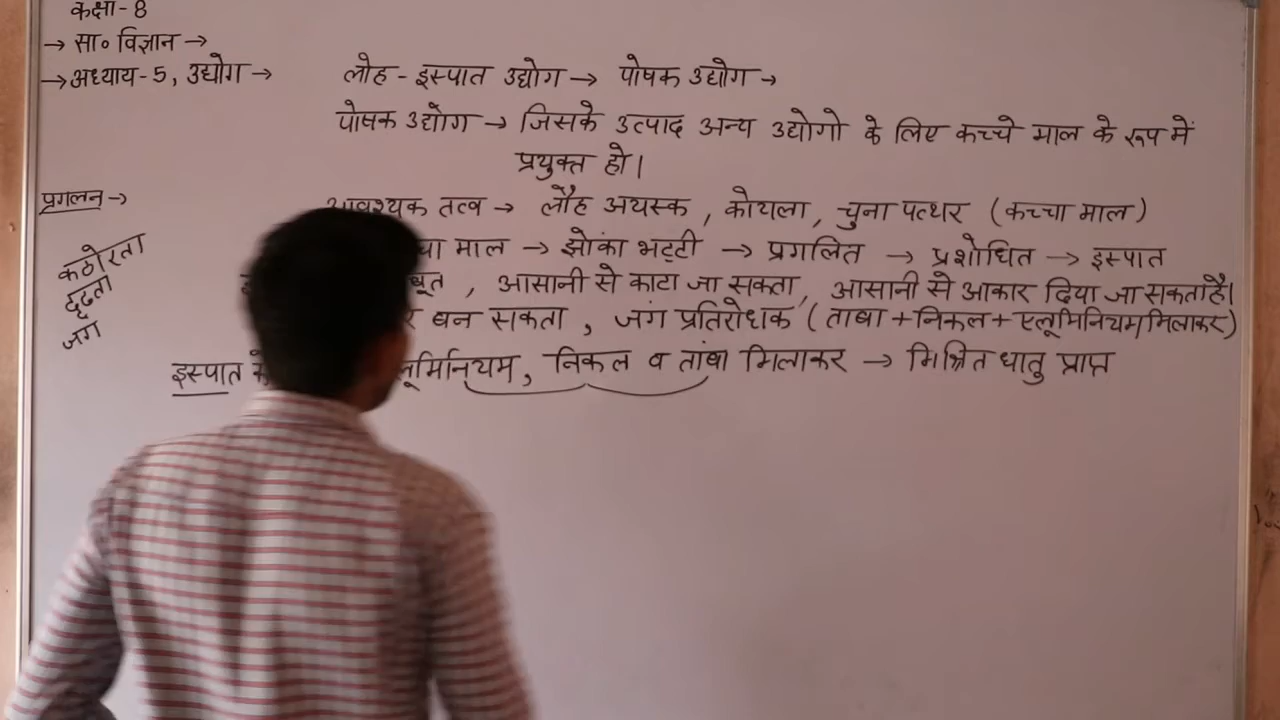 कक्षा-8
→ सा० विज्ञान →
→ अध्याय-5, उद्योग → लोह-इस्पात उद्योग → पोषक उद्योग →
पोषक उद्योग → जिसके उत्पाद अन्य उद्योगो के लिए कच्चे माल के रूप में
प्रयुक्त हो।
प्रगलन → आवश्यक तत्व → लौह अयस्क, कोयला, चुना पत्थर (कच्चा माल)
माल → झोंका भट्टी → प्रगलित → प्रशोधित → इस्पात
कठोरता
, आसानी से काटा जा सकता, आसानी से आकार दिया जा सकता है।
दृढ़ता
बन सकता, जंग प्रतिरोधक (ताबा+निकल+एलूमिनियम मिलाकर)
जंग
इस्पात निकल व तांबा मिलाकर → मिश्रित धातु प्राप्त